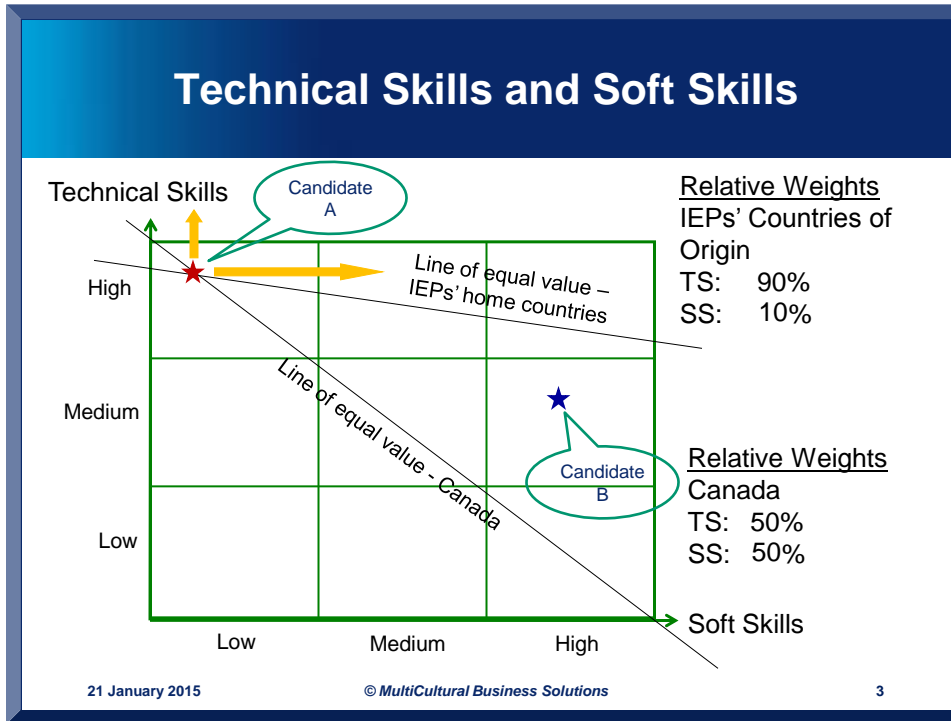 Technical Skills and Soft Skills
Technical Skills
Candidate
A
High
Medium
Low
Line of equal value –
IEPs' home countries
Line of equal value - Canada
Candidate
B
Low
Medium
High
Soft Skills
Relative Weights
IEPs' Countries of
Origin
TS: 90%
SS: 10%
Relative Weights
Canada
TS: 50%
SS: 50%
21 January 2015
© MultiCultural Business Solutions
3